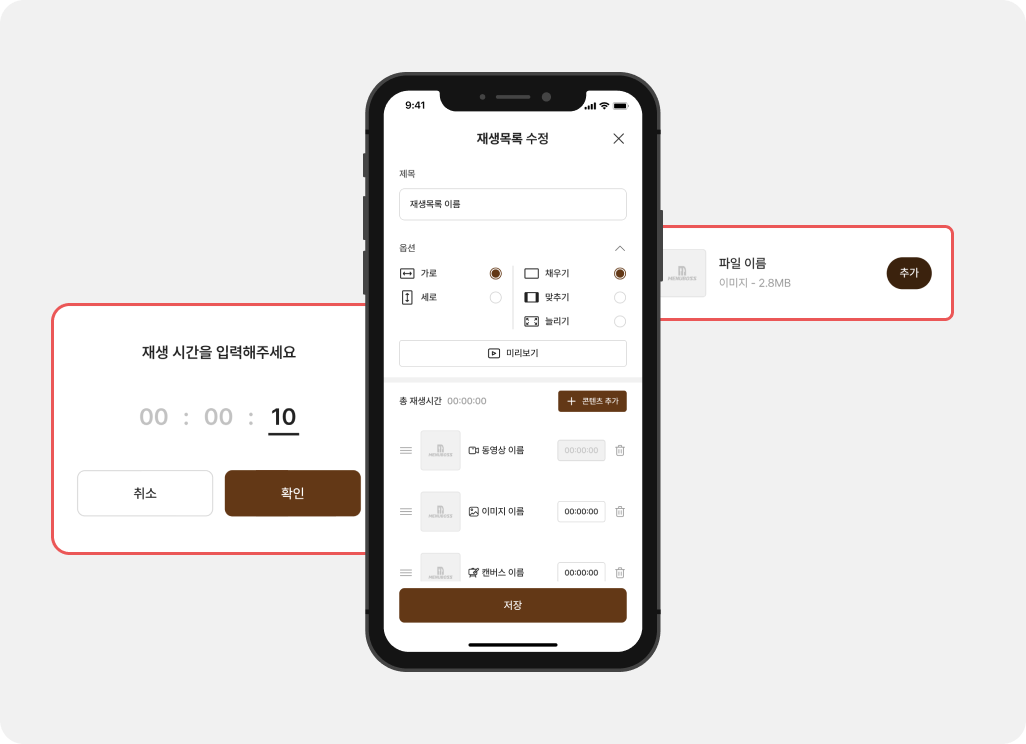 9:41
재생목록 수정
제목
재생목록 이름
옵션
가로
세로
채우기
맞추기
늘리기
미리보기
총 재생시간 00:00:00
콘텐츠 추가
MENUBOSS
동영상 이름
00:00:00
MENUBOSS
이미지 이름
00:00:00
MENUBOSS
캔버스 이름
00:00:00
저장
재생 시간을 입력해주세요
00 : 00 : 10
취소
확인
MENUBOSS
파일 이름
이미지 - 2.8MB
추가